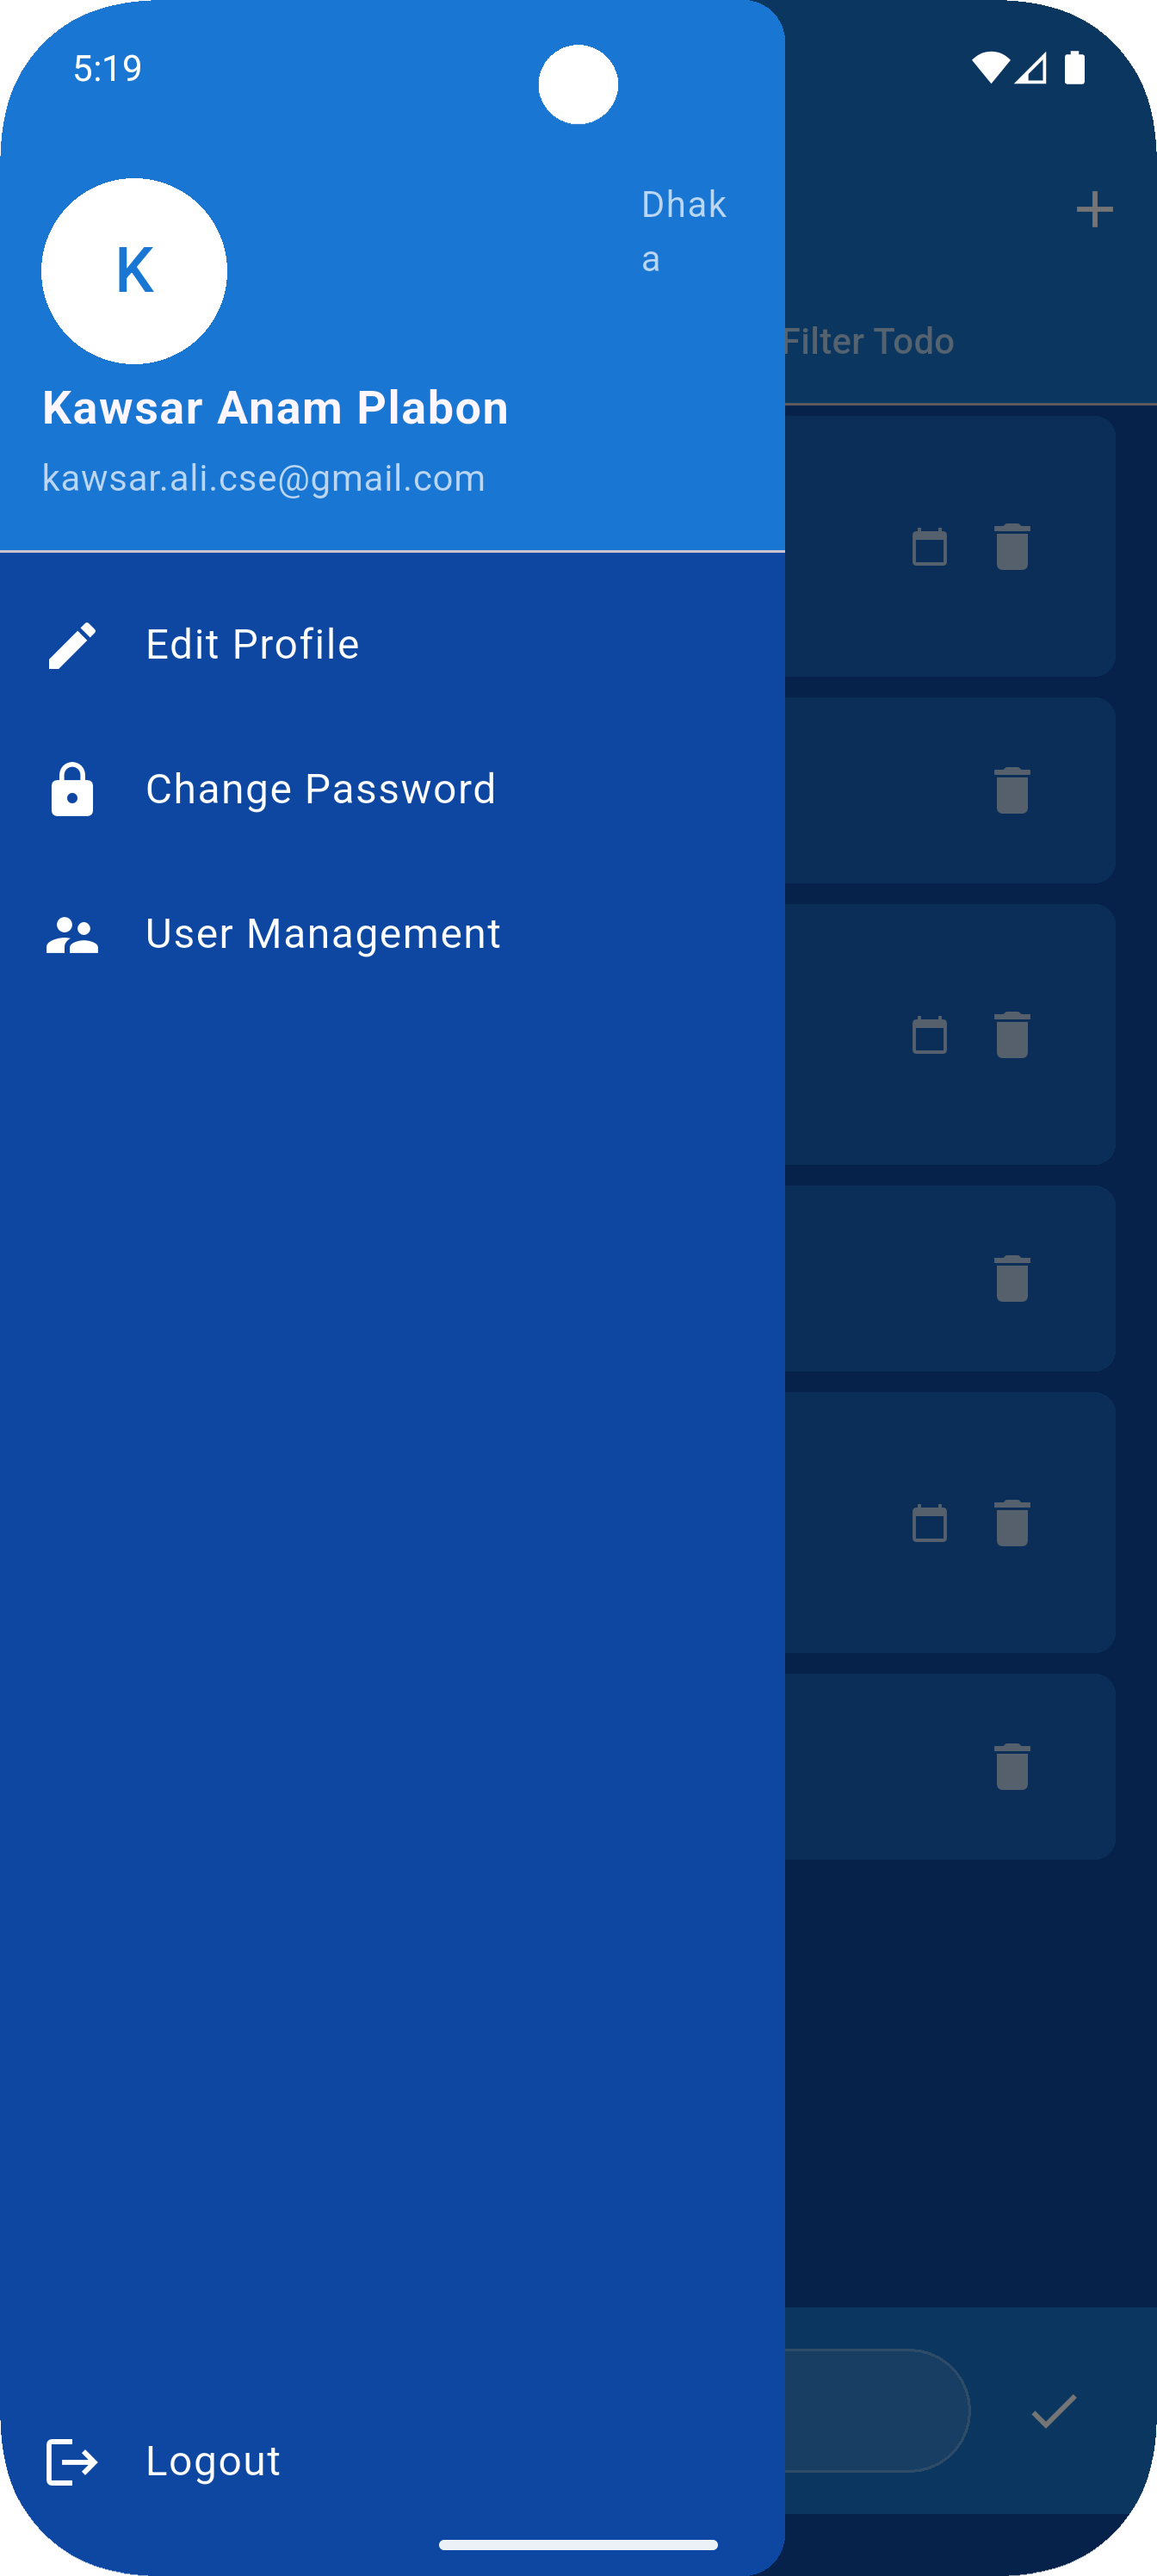 5:19
Dhak
a
K
Filter Todo
Kawsar Anam Plabon
kawsar.ali.cse@gmail.com
Edit Profile
Change Password
User Management
Logout